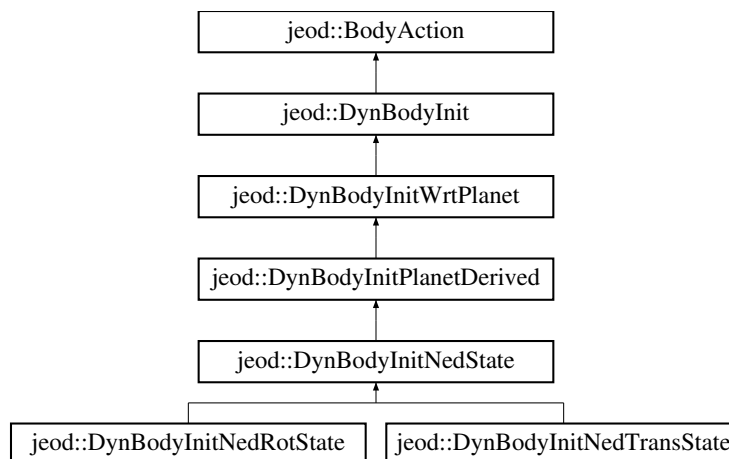 jeod::BodyAction
jeod::DynBodyInit
jeod::DynBodyInitWrtPlanet
jeod::DynBodyInitPlanetDerived
jeod::DynBodyInitNedState
jeod::DynBodyInitNedRotState
jeod::DynBodyInitNedTransState